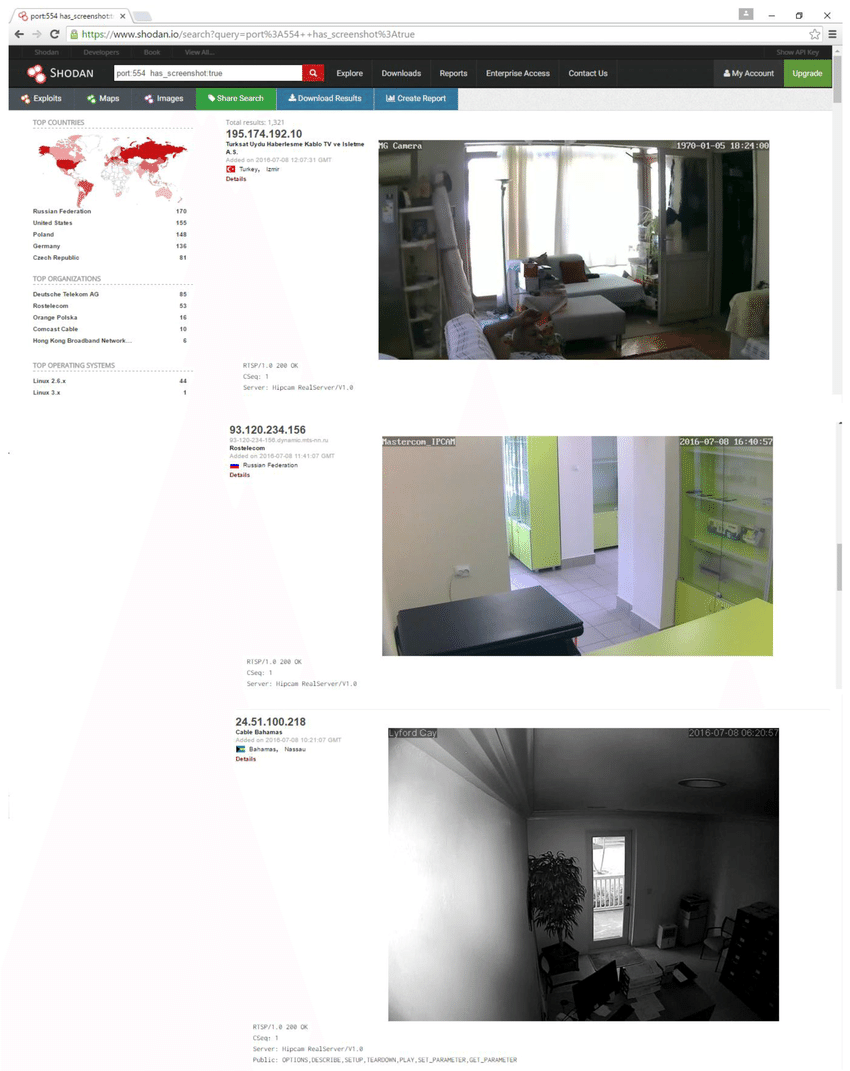 port:554 has_screenshot:t
https://www.shodan.io/search?query=port%3A554++has_screenshot%3Atrue
Shodan Developers Book View All... Show API Key
SHODAN port:554 has_screenshot:true Explore Downloads Reports Enterprise Access Contact Us My Account Upgrade
Exploits Maps Images Share Search Download Results Create Report
TOP COUNTRIES
Russian Federation 170
United States 155
Poland 148
Germany 136
Czech Republic 81
TOP ORGANIZATIONS
Deutsche Telekom AG 85
Rostelecom 53
Orange Polska 16
Comcast Cable 10
Hong Kong Broadband Network... 6
TOP OPERATING SYSTEMS
Linux 2.6.x 44
Linux 3.x 1
Total results: 1,321
195.174.192.10
Turksat Uydu Haberlesme Kablo TV ve Isletme
A.S.
Added on 2016-07-08 12:07:31 GMT
Turkey, Izmir
Details
MG Camera 1970-01-05 18:24:00
RTSP/1.0 200 OK
CSeq: 1
Server: Hipcam RealServer/V1.0
93.120.234.156
93-120-234-156.dynamic.mts-nn.ru
Rostelecom
Added on 2016-07-08 11:41:07 GMT
Russian Federation
Details
Mastercom_IPCAM 2016-07-08 16:40:57
RTSP/1.0 200 OK
CSeq: 1
Server: Hipcam RealServer/V1.0
24.51.100.218
Cable Bahamas
Added on 2016-07-08 10:21:07 GMT
Bahamas, Nassau
Details
Lyford Cay 2016-07-08 06:20:57
RTSP/1.0 200 OK
CSeq: 1
Server: Hipcam RealServer/V1.0
Public: OPTIONS,DESCRIBE,SETUP,TEARDOWN,PLAY,SET_PARAMETER,GET_PARAMETER